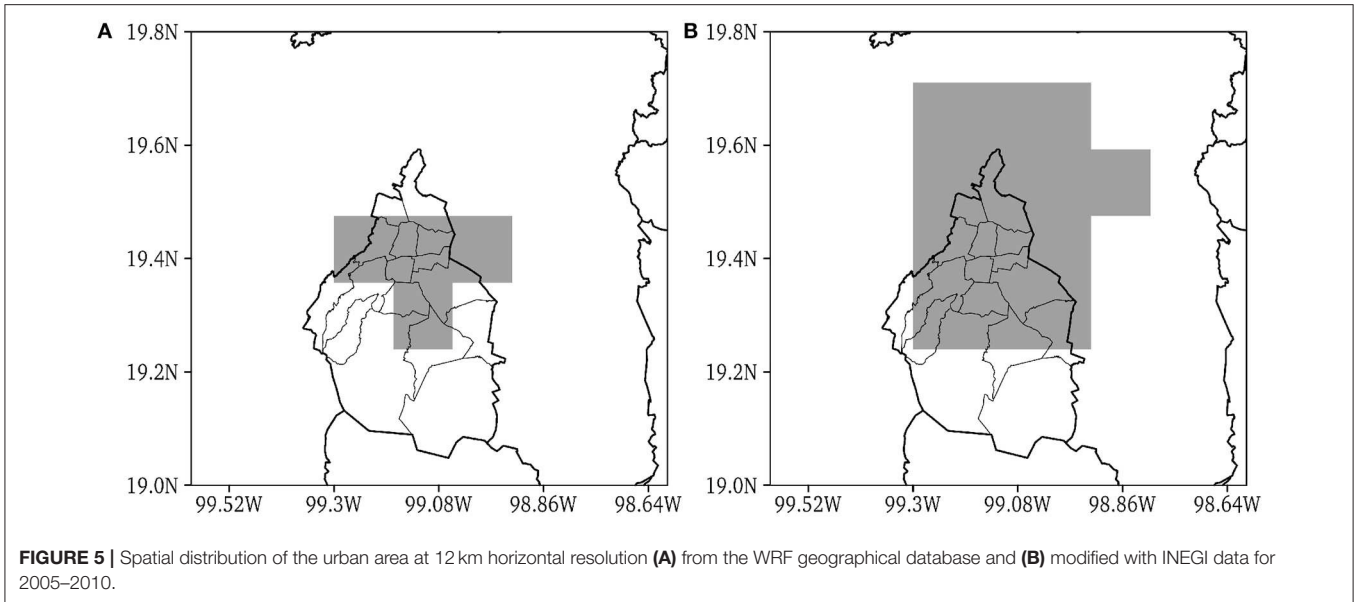 A
19.8N
19.6N
19.4N
19.2N
19.0N
99.52W 99.3W 99.08W 98.86W 98.64W
B
19.8N
19.6N
19.4N
19.2N
19.0N
99.52W 99.3W 99.08W 98.86W 98.64W
FIGURE 5 | Spatial distribution of the urban area at 12 km horizontal resolution (A) from the WRF geographical database and (B) modified with INEGI data for
2005–2010.